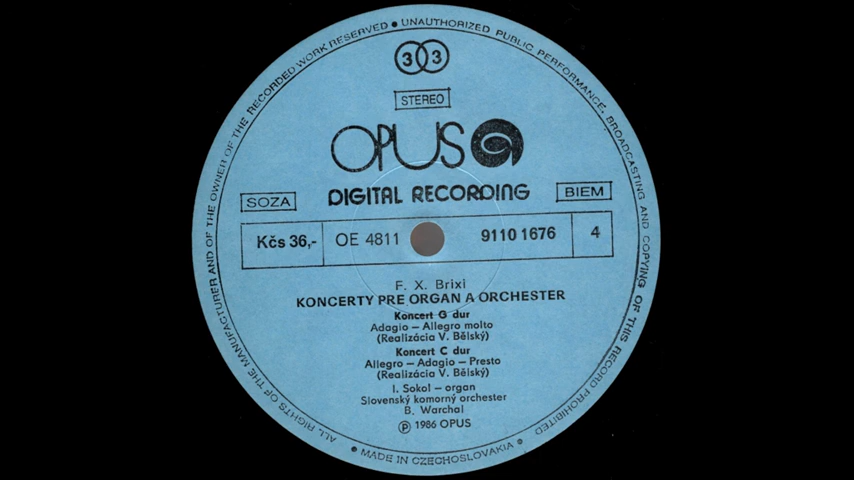 ALL RIGHTS OF THE MANUFACTURER AND OF THE OWNER OF THE RECORDED WORK RESERVED ● UNAUTHORIZED PUBLIC PERFORMANCE, BROADCASTING AND COPYING OF THIS RECORD PROHIBITED
33
STEREO
OPUS
DIGITAL RECORDING
SOZA BIEM
Kčs 36,- OE 4811 9110 1676 4
F. X. Brixi
KONCERTY PRE ORGAN A ORCHESTER
Koncert G dur
Adagio – Allegro molto
(Realizácia V. Bělský)
Koncert C dur
Allegro – Adagio – Presto
(Realizácia V. Bělský)
I. Sokol – organ
Slovenský komorný orchester
B. Warchal
℗ 1986 OPUS
● MADE IN CZECHOSLOVAKIA ●